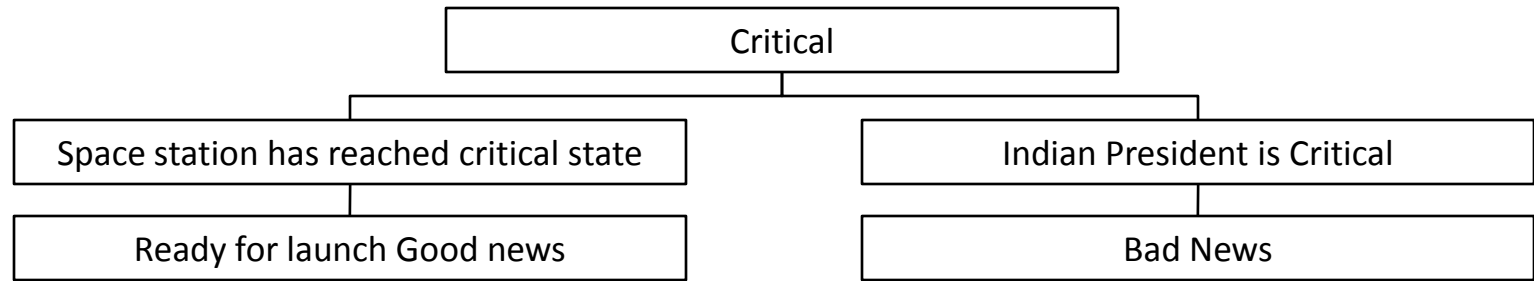 Critical
Space station has reached critical state
Indian President is Critical
Ready for launch Good news
Bad News